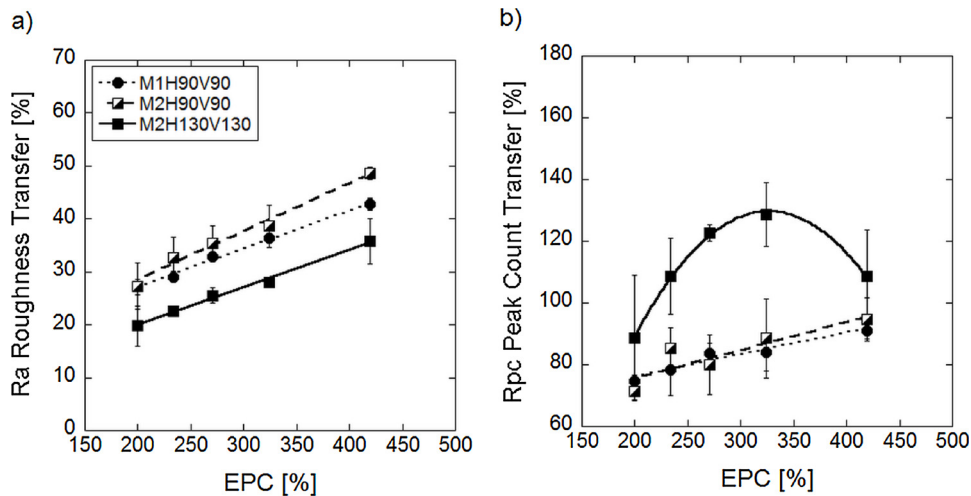 a)
Ra Roughness Transfer [%]
70
60
50
40
30
20
10
0
M1H90V90
M2H90V90
M2H130V130
150 200 250 300 350 400 450 500
EPC [%]
b)
Rpc Peak Count Transfer [%]
180
160
140
120
100
80
60
150 200 250 300 350 400 450 500
EPC [%]